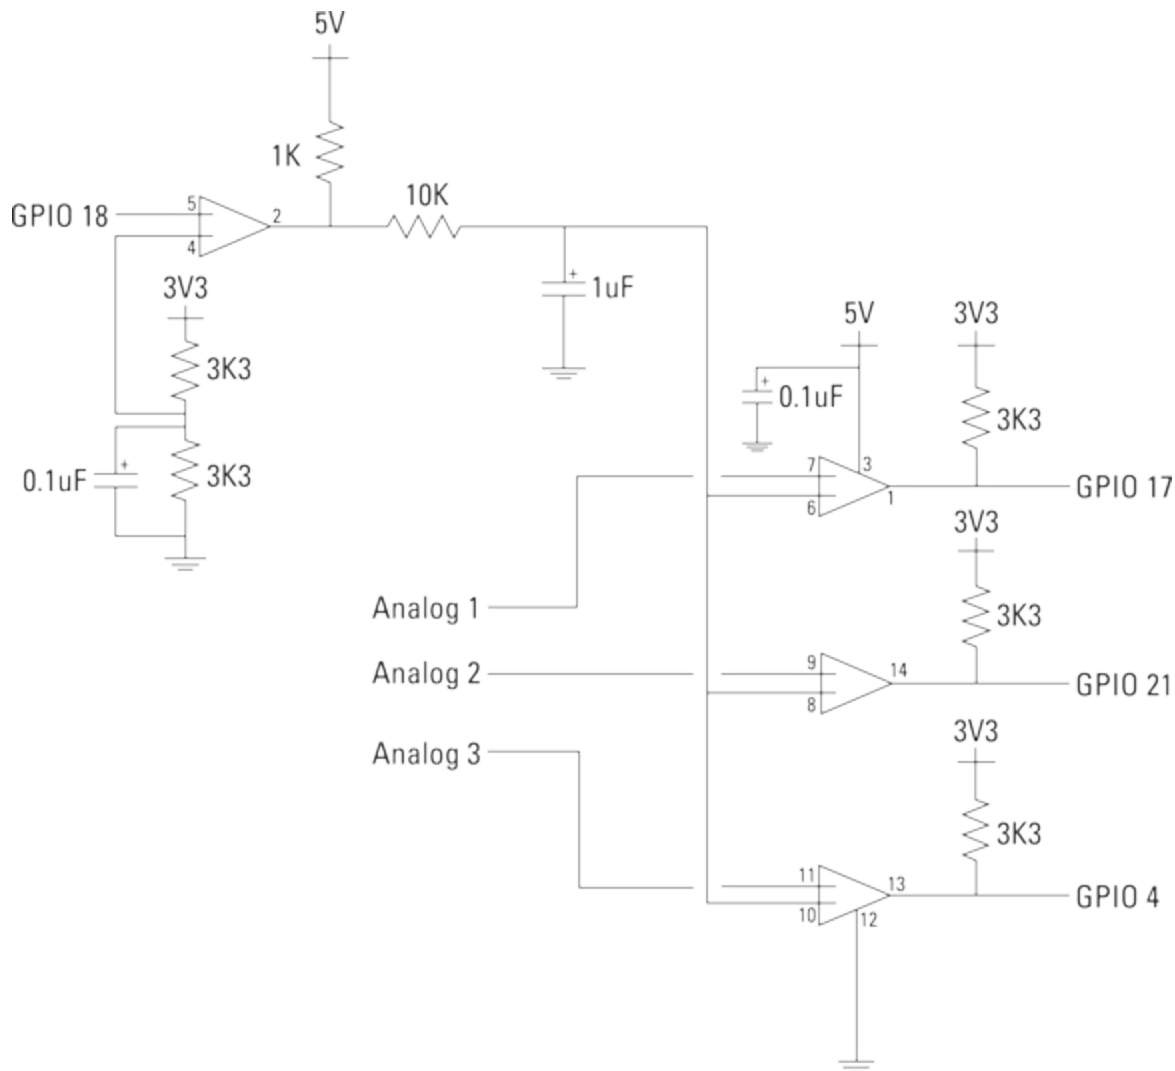 5V
1K
10K
GPIO 18
5
2
4
3V3
1uF
3K3
5V
3V3
0.1uF
3K3
0.1uF
3K3
7
3
GPIO 17
6
1
3V3
Analog 1
3K3
9
14
Analog 2
GPIO 21
8
3V3
Analog 3
3K3
11
13
GPIO 4
10
12
+
+
+